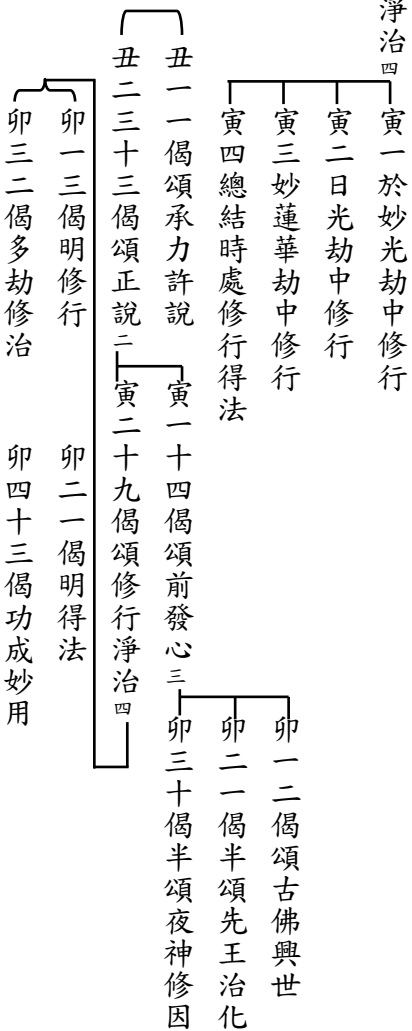 淨治四
寅一於妙光劫中修行
寅二日光劫中修行
寅三妙蓮華劫中修行
寅四總結時處修行得法
丑一一偈頌承力許說
丑二三十三偈頌正說二
寅一十四偈頌前發心三
寅二十九偈頌修行淨治四
卯一二偈頌古佛興世
卯二一偈半頌先王治化
卯三十偈半頌夜神修因
卯一三偈明修行
卯二一偈明得法
卯三二偈多劫修治
卯四十三偈功成妙用